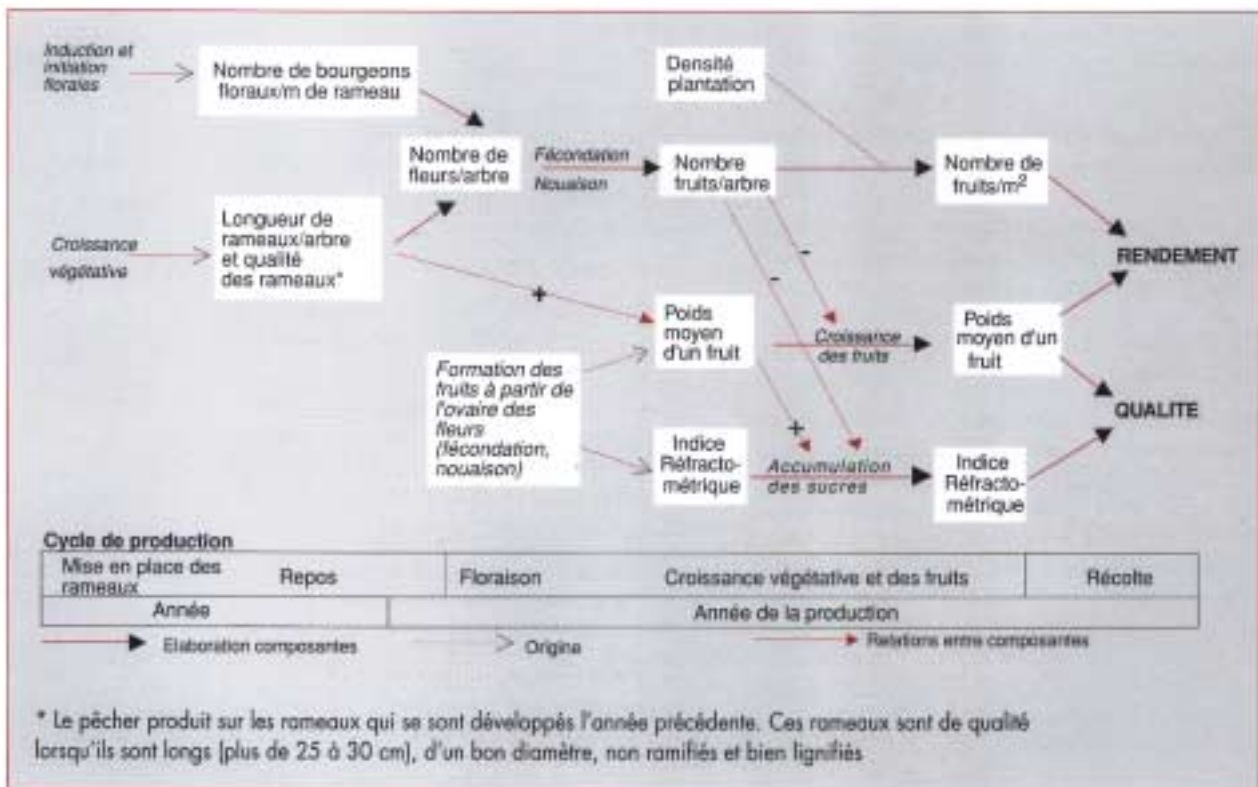 Induction et
initiation
florales
Nombre de bourgeons
floraux/m de rameau
Densité
plantation
Nombre de
fleurs/arbre
Fécondation
Nouaison
Nombre
fruits/arbre
Nombre de
fruits/m²
Croissance
végétative
Longueur de
rameaux/arbre
et qualité
des rameaux*
-
-
RENDEMENT
+
Poids
moyen
d'un fruit
Croissance
des fruits
Poids
moyen d'un
fruit
Formation des
fruits à partir de
l'ovaire des
fleurs
(fécondation,
nouaison)
QUALITE
+
Indice
Réfracto-
métrique
Accumulation
des sucres
Indice
Réfracto-
métrique
Cycle de production
Mise en place des
rameaux
Repos
Floraison
Croissance végétative et des fruits
Récolte
Année
Année de la production
Elaboration composantes
Origine
Relations entre composantes
* Le pêcher produit sur les rameaux qui se sont développés l'année précédente. Ces rameaux sont de qualité
lorsqu'ils sont longs (plus de 25 à 30 cm), d'un bon diamètre, non ramifiés et bien lignifiés